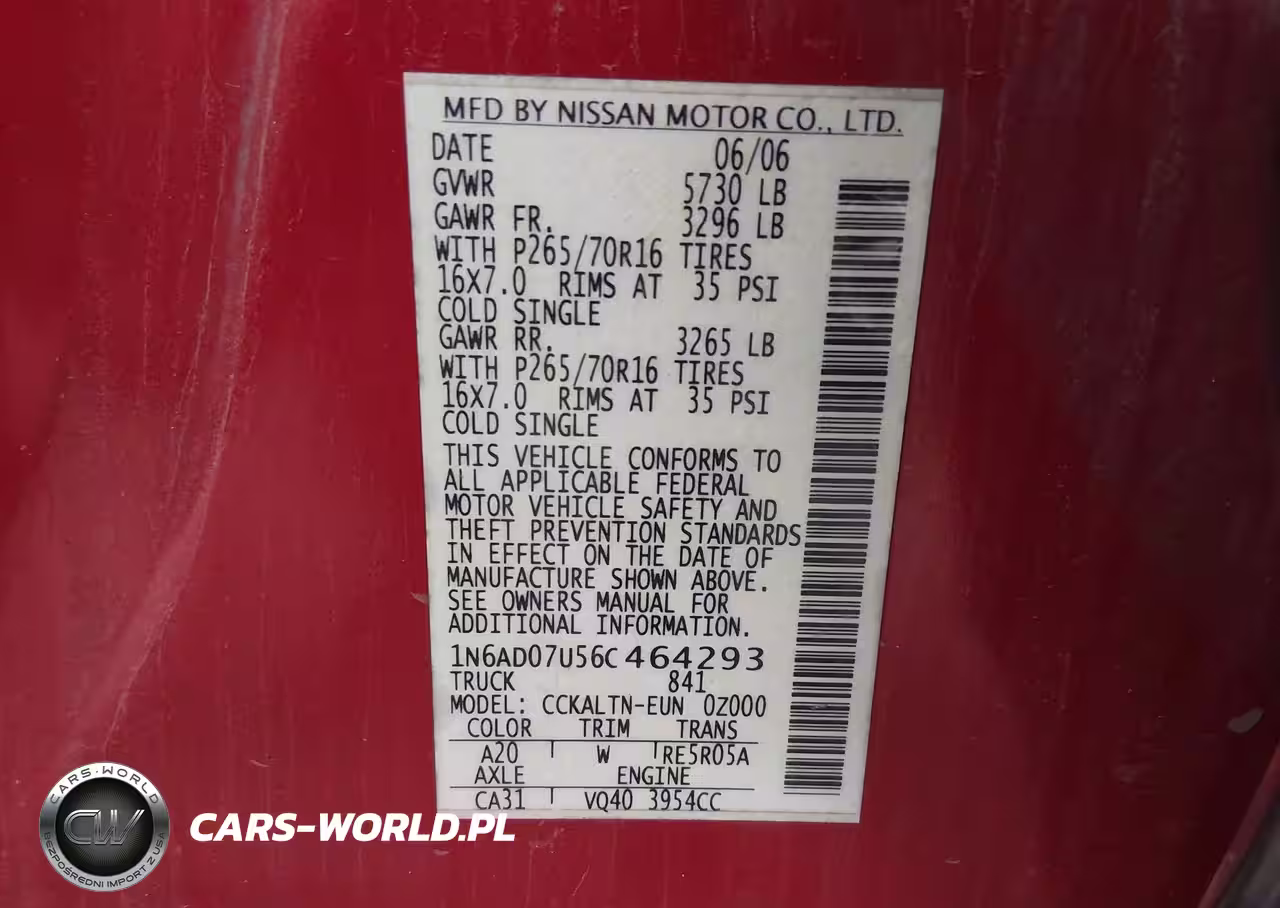 MFD BY NISSAN MOTOR CO., LTD.
DATE 06/06
GVWR 5730 LB
GAWR FR. 3296 LB
WITH P265/70R16 TIRES
16X7.0 RIMS AT 35 PSI
COLD SINGLE
GAWR RR. 3265 LB
WITH P265/70R16 TIRES
16X7.0 RIMS AT 35 PSI
COLD SINGLE
THIS VEHICLE CONFORMS TO
ALL APPLICABLE FEDERAL
MOTOR VEHICLE SAFETY AND
THEFT PREVENTION STANDARDS
IN EFFECT ON THE DATE OF
MANUFACTURE SHOWN ABOVE.
SEE OWNERS MANUAL FOR
ADDITIONAL INFORMATION.
1N6AD07U56C464293
TRUCK 841
MODEL: CCKALTN-EUN 0Z000
COLOR TRIM TRANS
A20 W RE5R05A
AXLE ENGINE
CA31 VQ40 3954CC
CARS-WORLD
CW
BEZPOŚREDNI IMPORT Z USA
CARS-WORLD.PL